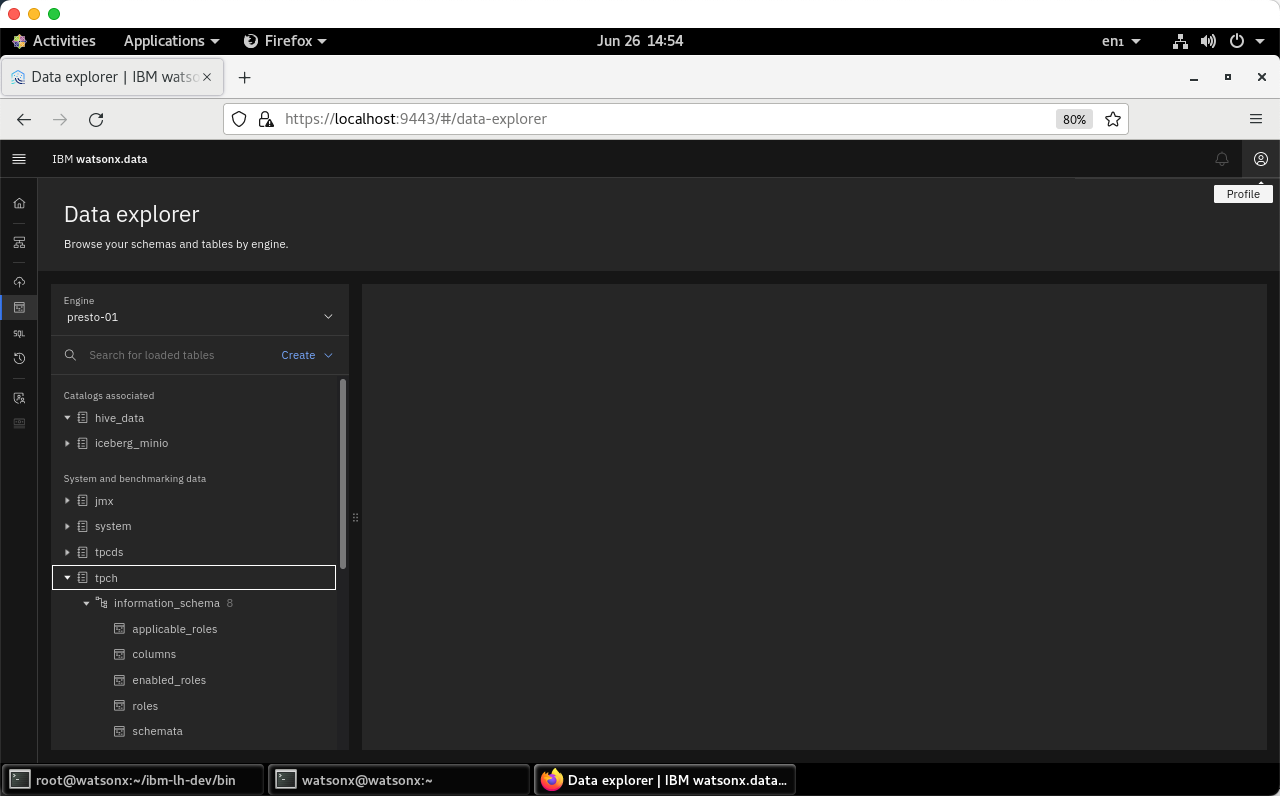 Activities Applications Firefox Jun 26 14:54 en₁
Data explorer | IBM watso
https://localhost:9443/#/data-explorer 80%
IBM watsonx.data
Profile
Data explorer
Browse your schemas and tables by engine.
Engine
presto-01
Search for loaded tables Create
SQL
Catalogs associated
hive_data
iceberg_minio
System and benchmarking data
jmx
system
tpcds
tpch
information_schema 8
applicable_roles
columns
enabled_roles
roles
schemata
root@watsonx:~/ibm-lh-dev/bin watsonx@watsonx:~ Data explorer | IBM watsonx.data...